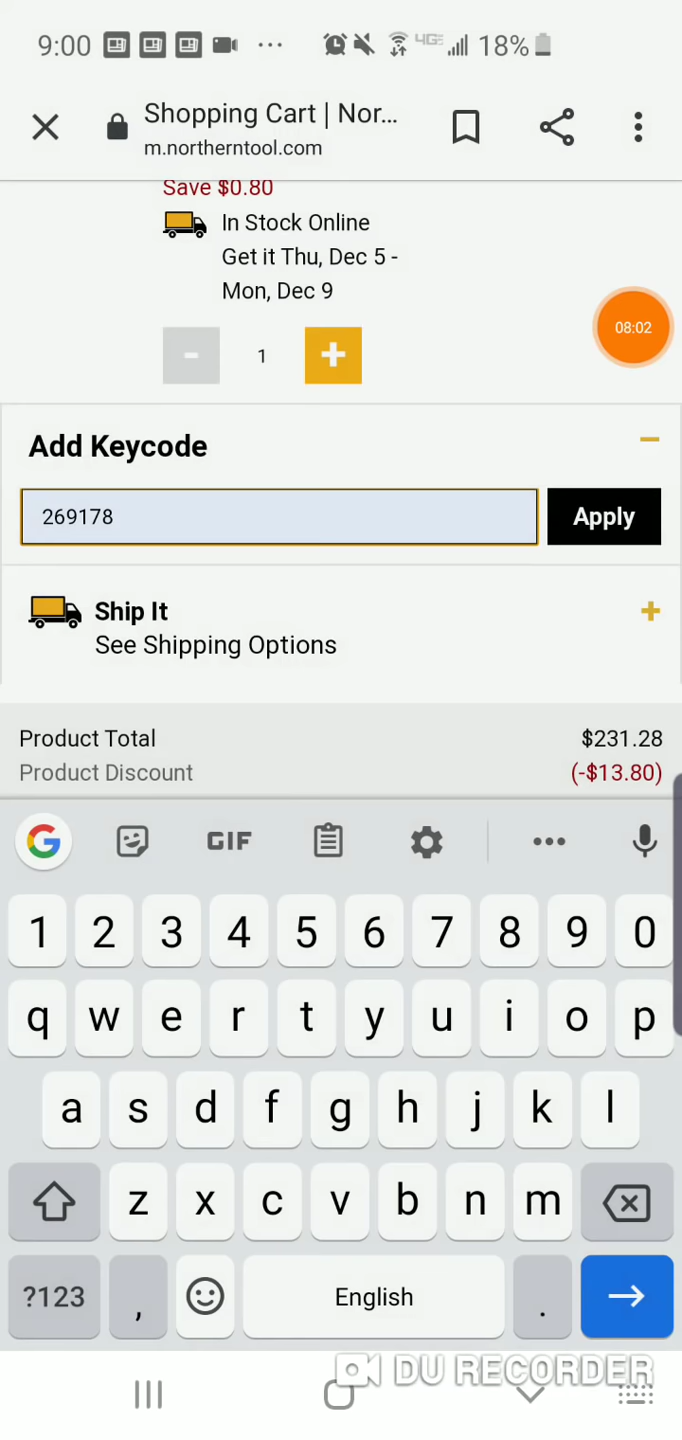 9:00 ... 4GE 18%
Shopping Cart | Nor...
m.northerntool.com
Save $0.80
In Stock Online
Get it Thu, Dec 5 -
Mon, Dec 9
08:02
- 1 +
Add Keycode −
269178 Apply
Ship It +
See Shipping Options
Product Total $231.28
Product Discount (-$13.80)
G GIF ...
1 2 3 4 5 6 7 8 9 0
q w e r t y u i o p
a s d f g h j k l
z x c v b n m
?123 , English .
DU RECORDER